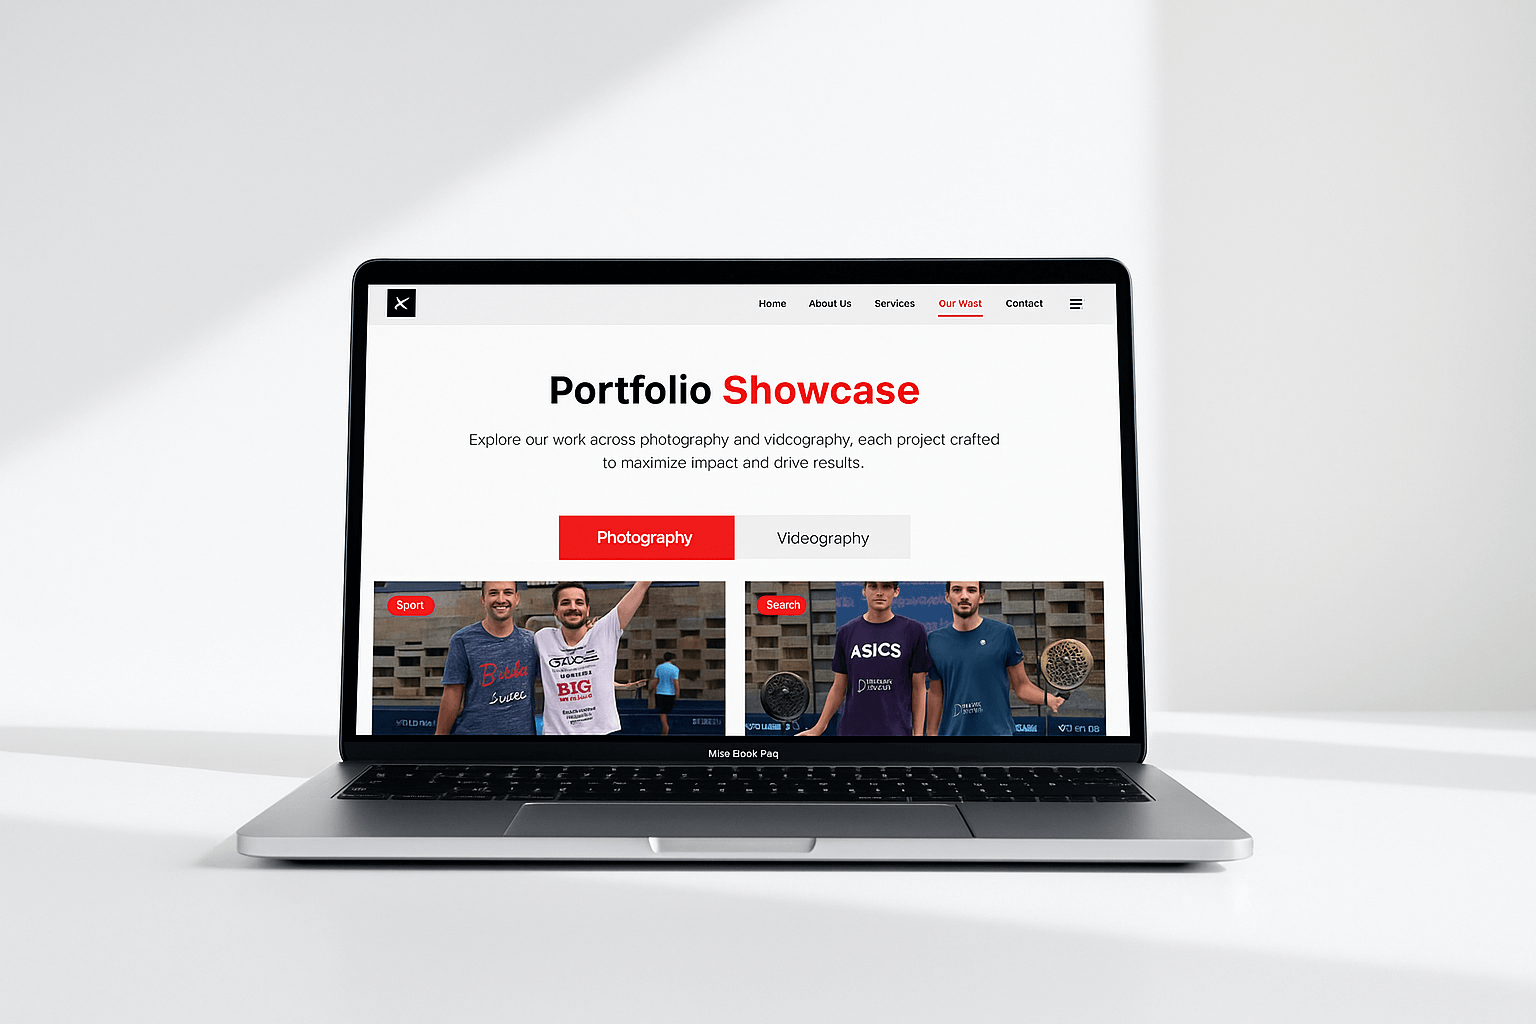 Home About Us Services Our Wast Contact
Portfolio Showcase
Explore our work across photography and vidcography, each project crafted
to maximize impact and drive results.
Photography Videography
Sport
Search
BIG
ASICS
Mise Book Paq